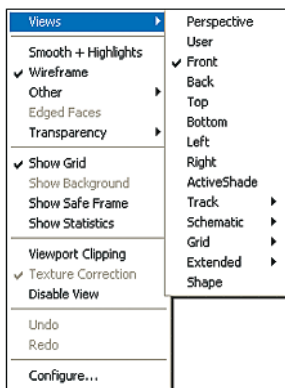 Views
Smooth + Highlights
Wireframe
Other
Edged Faces
Transparency
Show Grid
Show Background
Show Safe Frame
Show Statistics
Viewport Clipping
Texture Correction
Disable View
Undo
Redo
Configure...
Perspective
User
Front
Back
Top
Bottom
Left
Right
ActiveShade
Track
Schematic
Grid
Extended
Shape